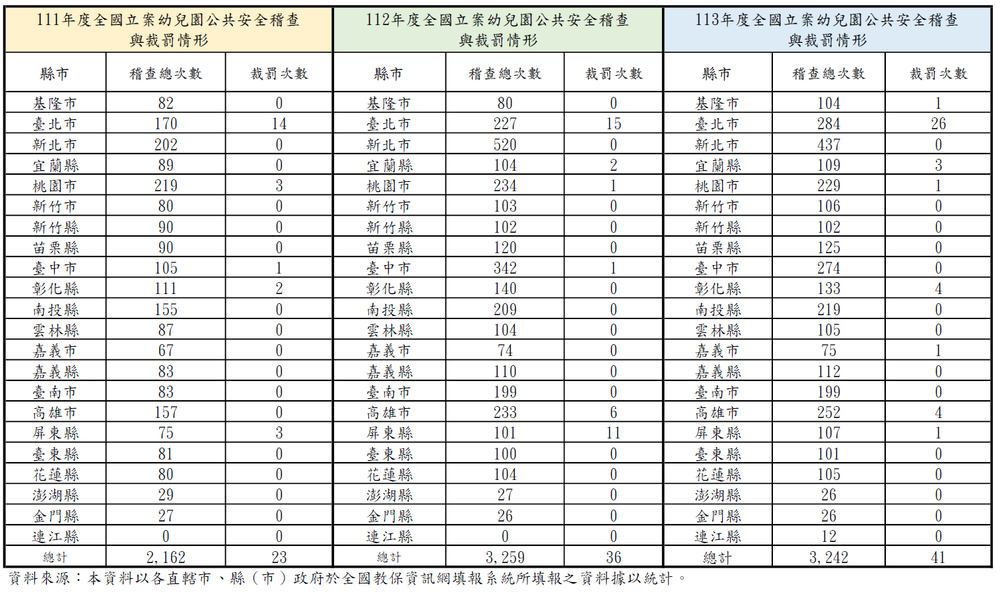 111年度全國立案幼兒園公共安全稽查與裁罰情形 112年度全國立案幼兒園公共安全稽查與裁罰情形 113年度全國立案幼兒園公共安全稽查與裁罰情形
縣市 稽查總次數 裁罰次數 縣市 稽查總次數 裁罰次數 縣市 稽查總次數 裁罰次數
基隆市 82 0 基隆市 80 0 基隆市 104 1
臺北市 170 14 臺北市 227 15 臺北市 284 26
新北市 202 0 新北市 520 0 新北市 437 0
宜蘭縣 89 0 宜蘭縣 104 2 宜蘭縣 109 3
桃園市 219 3 桃園市 234 1 桃園市 229 1
新竹市 80 0 新竹市 103 0 新竹市 106 0
新竹縣 90 0 新竹縣 102 0 新竹縣 102 0
苗栗縣 90 0 苗栗縣 120 0 苗栗縣 125 0
臺中市 105 1 臺中市 342 1 臺中市 274 0
彰化縣 111 2 彰化縣 140 0 彰化縣 133 4
南投縣 155 0 南投縣 209 0 南投縣 219 0
雲林縣 87 0 雲林縣 104 0 雲林縣 105 0
嘉義市 67 0 嘉義市 74 0 嘉義市 75 1
嘉義縣 83 0 嘉義縣 110 0 嘉義縣 112 0
臺南市 83 0 臺南市 199 0 臺南市 199 0
高雄市 157 0 高雄市 233 6 高雄市 252 4
屏東縣 75 3 屏東縣 101 11 屏東縣 107 1
臺東縣 81 0 臺東縣 100 0 臺東縣 101 0
花蓮縣 80 0 花蓮縣 104 0 花蓮縣 105 0
澎湖縣 29 0 澎湖縣 27 0 澎湖縣 26 0
金門縣 27 0 金門縣 26 0 金門縣 26 0
連江縣 0 0 連江縣 0 0 連江縣 12 0
總計 2,162 23 總計 3,259 36 總計 3,242 41
資料來源：本資料以各直轄市、縣（市）政府於全國教保資訊網填報系統所填報之資料據以統計。